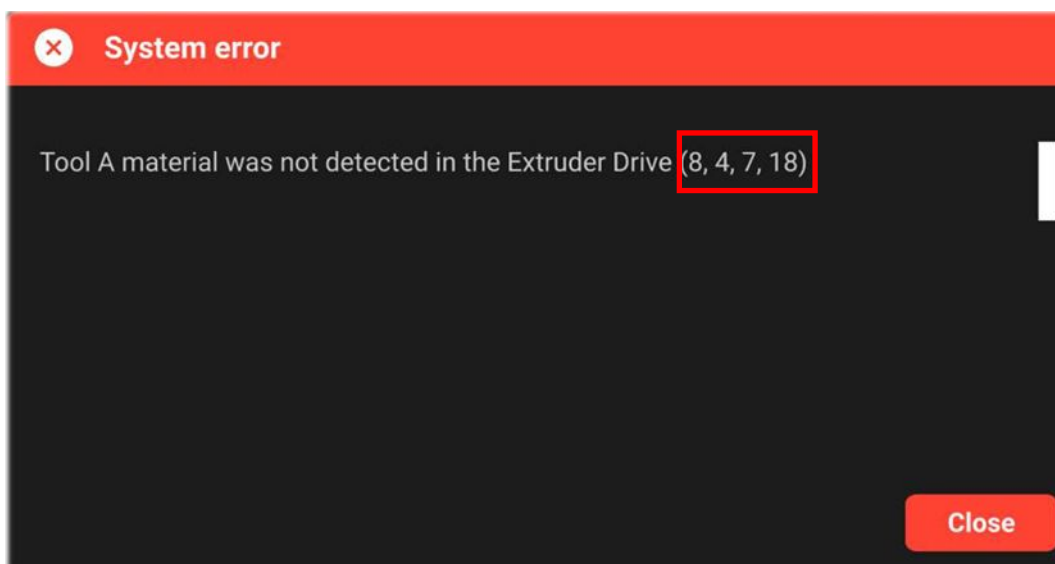 System error
Tool A material was not detected in the Extruder Drive (8, 4, 7, 18)
Close